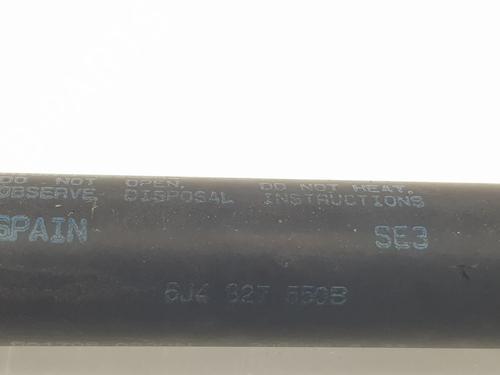 DO NOT OPEN. DO NOT HEAT.
OBSERVE DISPOSAL INSTRUCTIONS
SPAIN SE3
6J4 827 550B